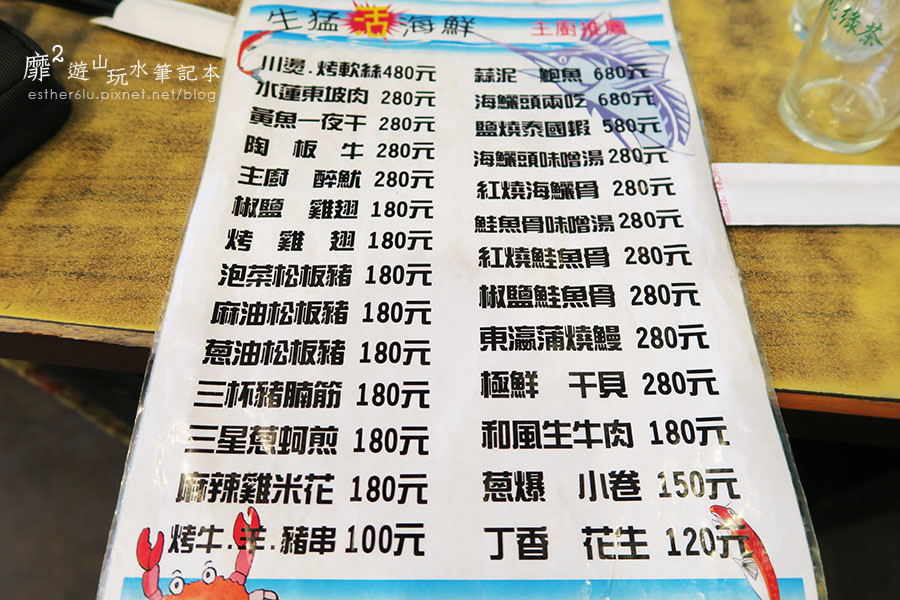 靡²遊山玩水筆記本
esther6lu.pixnet.net/blog
綠茶
生猛活海鮮
主廚推薦
川燙.烤軟絲480元
水蓮東坡肉 280元
黃魚一夜干 280元
陶板牛 280元
主廚 醉魷 280元
椒鹽 雞翅 180元
烤雞翅 180元
泡菜松板豬 180元
麻油松板豬 180元
蔥油松板豬 180元
三杯豬腩筋 180元
三星蔥蚵煎 180元
麻辣雞米花 180元
烤牛.羊.豬串 100元
蒜泥 鮑魚 680元
海鱺頭兩吃 680元
鹽燒泰國蝦 580元
海鱺頭味噌湯 280元
紅燒海鱺骨 280元
鮭魚骨味噌湯 280元
紅燒鮭魚骨 280元
椒鹽鮭魚骨 280元
東瀛蒲燒鰻 280元
極鮮 干貝 280元
和風生牛肉 180元
蔥爆 小卷 150元
丁香 花生 120元